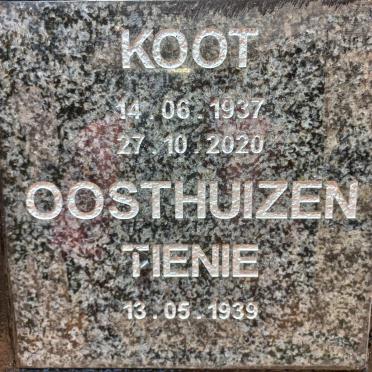 KOOT
14 . 06 . 1937
27 . 10 . 2020
OOSTHUIZEN
TIENIE
13 . 05 . 1939